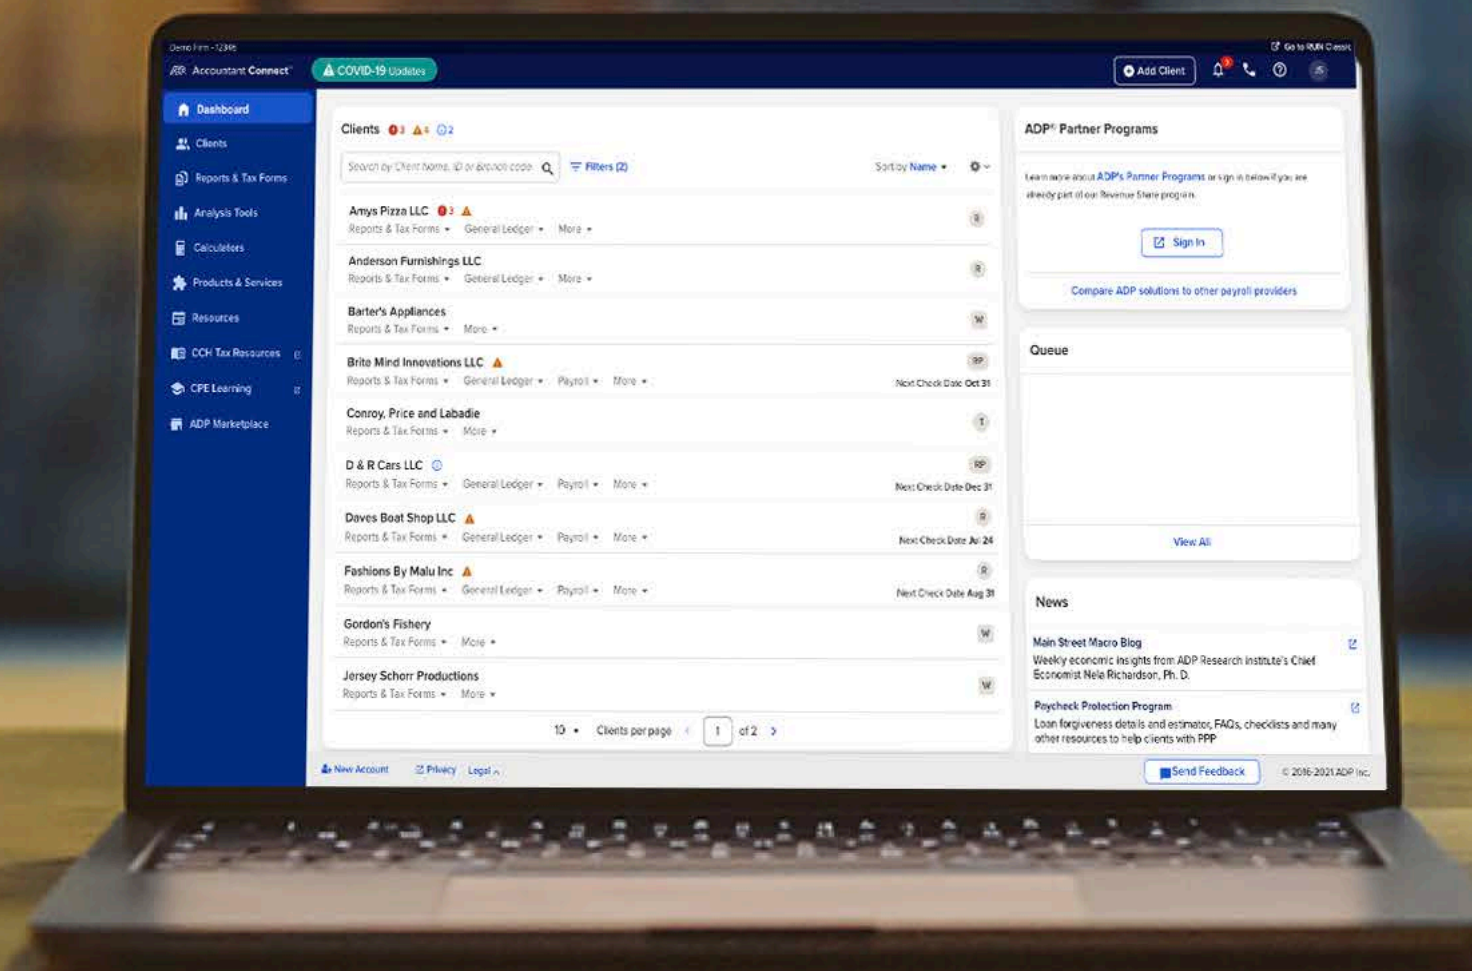 Demo Firm - 12345
Go to RUN Classic
ADP Accountant Connect
COVID-19 Updates
Add Client
3
JS
Dashboard
Clients
Reports & Tax Forms
Analysis Tools
Calculators
Products & Services
Resources
CCH Tax Resources
CPE Learning
ADP Marketplace
Clients 3 4 2
Search by Client Name, ID or Branch code
Filters (2)
Sort by Name
Amys Pizza LLC 3
R
Reports & Tax Forms General Ledger More
Anderson Furnishings LLC
R
Reports & Tax Forms General Ledger More
Barter's Appliances
W
Reports & Tax Forms More
Brite Mind Innovations LLC
RP
Reports & Tax Forms General Ledger Payroll More
Next Check Date Oct 31
Conroy, Price and Labadie
T
Reports & Tax Forms More
D & R Cars LLC
RP
Reports & Tax Forms General Ledger Payroll More
Next Check Date Dec 31
Daves Boat Shop LLC
R
Reports & Tax Forms General Ledger Payroll More
Next Check Date Jul 24
Fashions By Malu Inc
R
Reports & Tax Forms General Ledger Payroll More
Next Check Date Aug 31
Gordon's Fishery
W
Reports & Tax Forms More
Jersey Schorr Productions
W
Reports & Tax Forms More
10 Clients per page 1 of 2
ADP® Partner Programs
Learn more about ADP's Partner Programs or sign in below if you are
already part of our Revenue Share program.
Sign In
Compare ADP solutions to other payroll providers
Queue
View All
News
Main Street Macro Blog
Weekly economic insights from ADP Research Institute's Chief
Economist Nela Richardson, Ph. D.
Paycheck Protection Program
Loan forgiveness details and estimator, FAQs, checklists and many
other resources to help clients with PPP
New Account Privacy Legal
Send Feedback
© 2016-2021 ADP Inc.